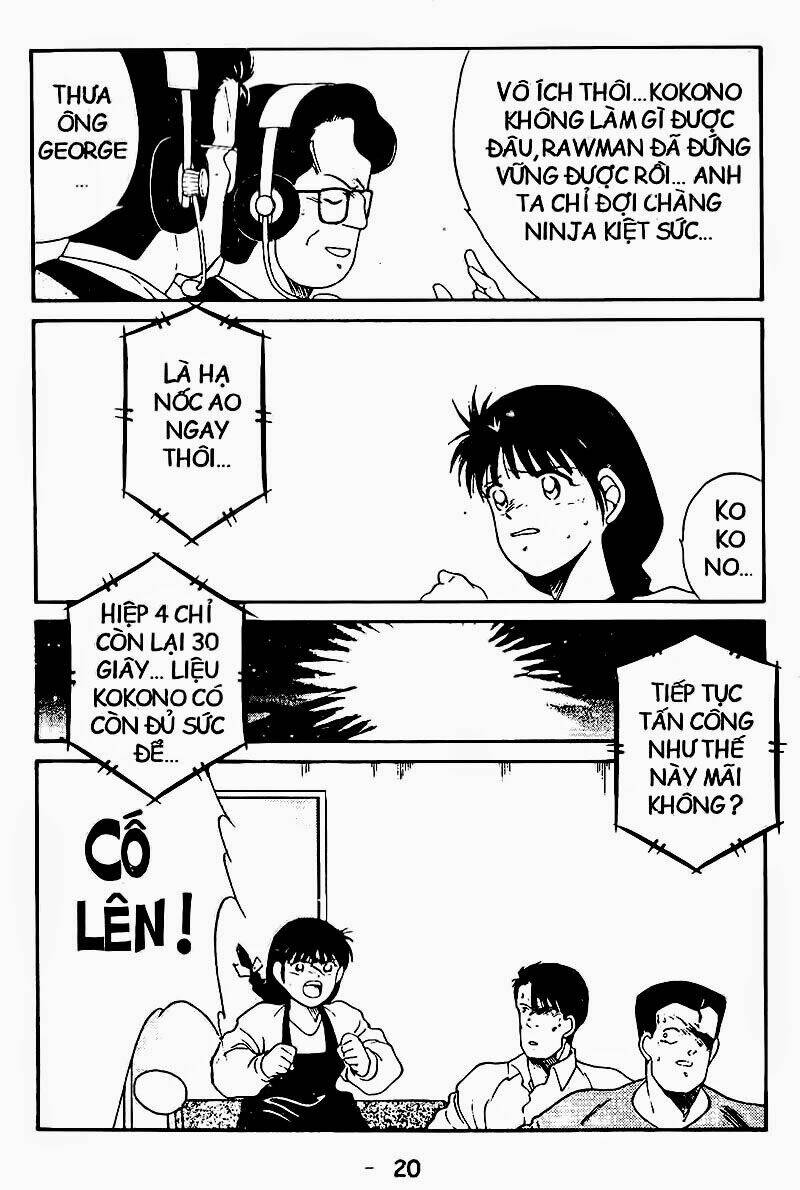 THƯA
ÔNG
GEORGE
...
VÔ ÍCH THÔI...KOKONO
KHÔNG LÀM GÌ ĐƯỢC
ĐÂU, RAWMAN ĐÃ ĐỨNG
VỮNG ĐƯỢC RỒI... ANH
TA CHỈ ĐỢI CHÀNG
NINJA KIỆT SỨC...
LÀ HẠ
NỐC AO
NGAY
THÔI...
KO
KO
NO...
HIỆP 4 CHỈ
CÒN LẠI 30
GIÂY... LIỆU
KOKONO CÓ
CÒN ĐỦ SỨC
ĐỂ...
TIẾP TỤC
TẤN CÔNG
NHƯ THẾ
NÀY MÃI
KHÔNG?
CỐ
LÊN!
- 20